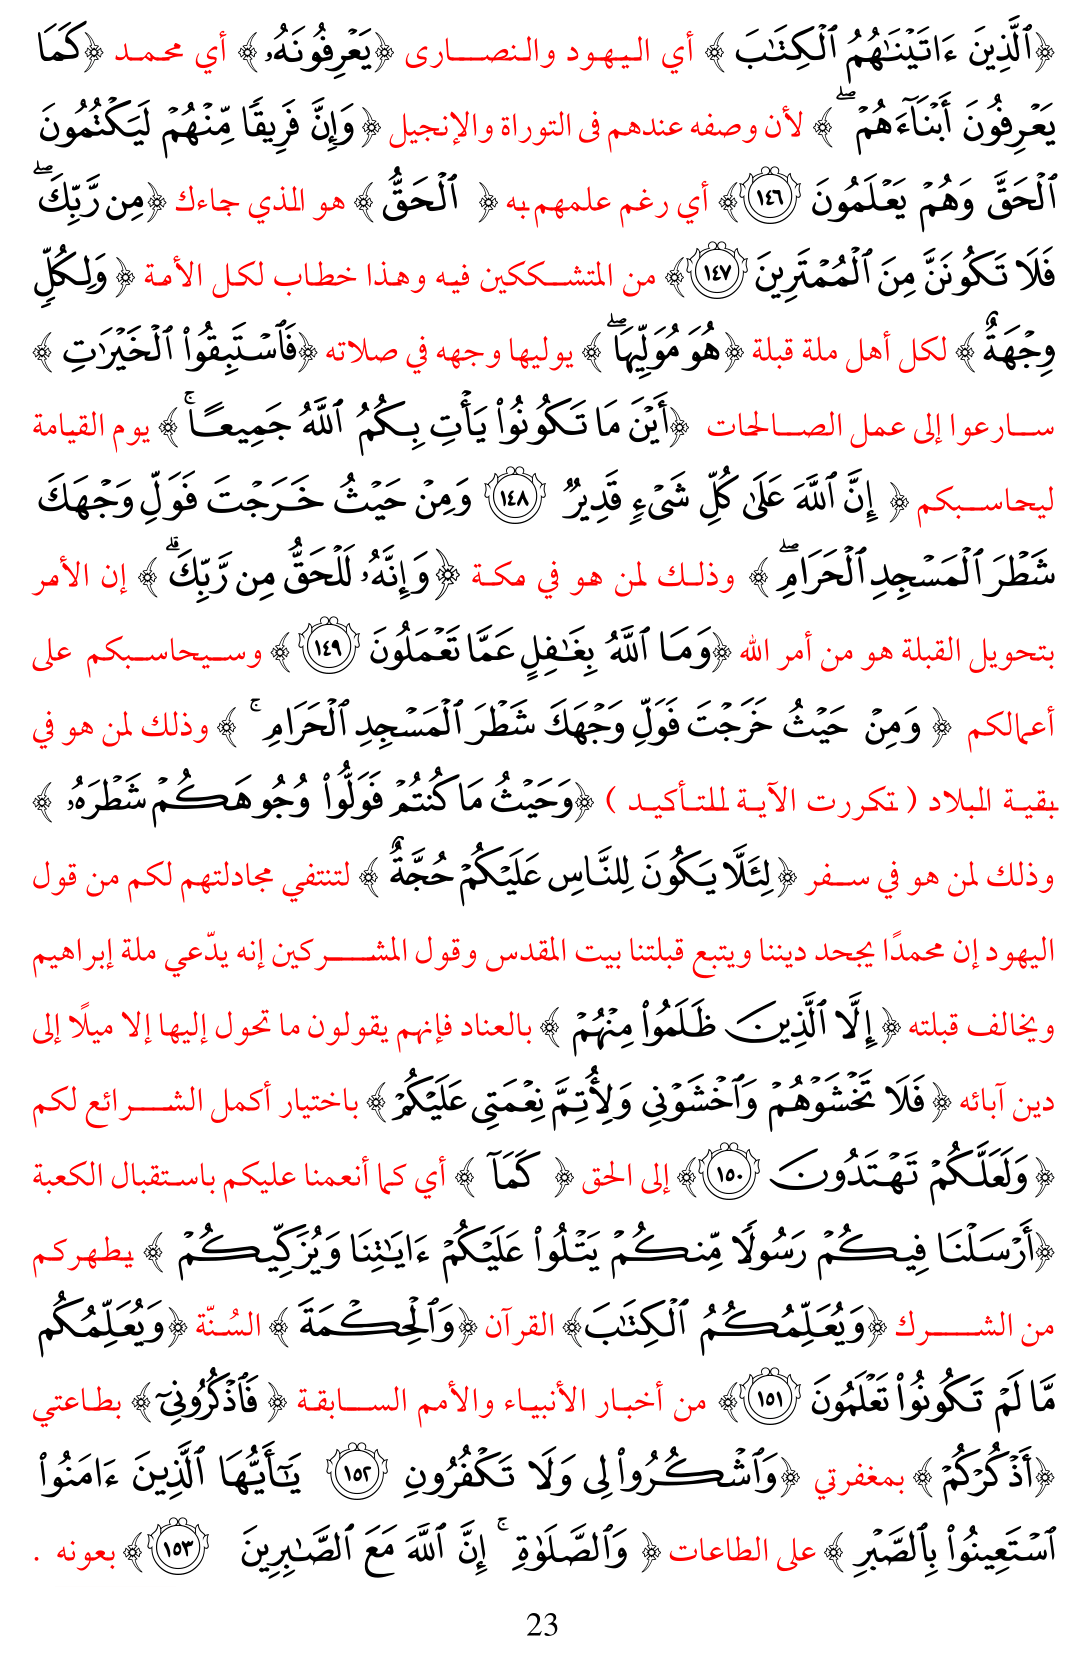 ﴿ٱلَّذِينَ ءَاتَيْنَٰهُمُ ٱلْكِتَٰبَ ﴾ أي اليهود والنصارى ﴿يَعْرِفُونَهُۥ﴾ أي محمد ﴿كَمَا
يَعْرِفُونَ أَبْنَآءَهُمْ ۖ ﴾ لأن وصفه عندهم فى التوراة والإنجيل ﴿ وَإِنَّ فَرِيقًا مِّنْهُمْ لَيَكْتُمُونَ
ٱلْحَقَّ وَهُمْ يَعْلَمُونَ ١٤٦﴾ أي رغم علمهم به ﴿ ٱلْحَقُّ ﴾ هو الذي جاءك ﴿مِن رَّبِّكَ ۖ
فَلَا تَكُونَنَّ مِنَ ٱلْمُمْتَرِينَ ١٤٧﴾ من المتشككين فيه وهذا خطاب لكل الأمة ﴿ وَلِكُلٍّ
وِجْهَةٌ ﴾ لكل أهل ملة قبلة ﴿هُوَ مُوَلِّيهَا ۖ﴾ يوليها وجهه في صلاته ﴿فَٱسْتَبِقُوا۟ ٱلْخَيْرَٰتِ ﴾
سارعوا إلى عمل الصالحات ﴿أَيْنَ مَا تَكُونُوا۟ يَأْتِ بِكُمُ ٱللَّهُ جَمِيعًا ۚ ﴾ يوم القيامة
ليحاسبكم ﴿ إِنَّ ٱللَّهَ عَلَىٰ كُلِّ شَىْءٍ قَدِيرٌ ١٤٨ وَمِنْ حَيْثُ خَرَجْتَ فَوَلِّ وَجْهَكَ
شَطْرَ ٱلْمَسْجِدِ ٱلْحَرَامِ ۖ ﴾ وذلك لمن هو في مكة ﴿وَإِنَّهُۥ لَلْحَقُّ مِن رَّبِّكَ ۗ ﴾ إن الأمر
بتحويل القبلة هو من أمر الله ﴿وَمَا ٱللَّهُ بِغَٰفِلٍ عَمَّا تَعْمَلُونَ ١٤٩ ﴾ وسيحاسبكم على
أعمالكم ﴿ وَمِنْ حَيْثُ خَرَجْتَ فَوَلِّ وَجْهَكَ شَطْرَ ٱلْمَسْجِدِ ٱلْحَرَامِ ۚ ﴾ وذلك لمن هو في
بقية البلاد ( تكررت الآية للتأكيد ) ﴿وَحَيْثُ مَا كُنتُمْ فَوَلُّوا۟ وُجُوهَكُمْ شَطْرَهُۥ ﴾
وذلك لمن هو في سفر ﴿لِئَلَّا يَكُونَ لِلنَّاسِ عَلَيْكُمْ حُجَّةٌ ﴾ لتنتفي مجادلتهم لكم من قول
اليهود إن محمدًا يجحد ديننا ويتبع قبلتنا بيت المقدس وقول المشركين إنه يدّعي ملة إبراهيم
ويخالف قبلته ﴿ إِلَّا ٱلَّذِينَ ظَلَمُوا۟ مِنْهُمْ ﴾ بالعناد فإنهم يقولون ما تحول إليها إلا ميلًا إلى
دين آبائه ﴿ فَلَا تَخْشَوْهُمْ وَٱخْشَوْنِى وَلِأُتِمَّ نِعْمَتِى عَلَيْكُمْ﴾ باختيار أكمل الشرائع لكم
﴿وَلَعَلَّكُمْ تَهْتَدُونَ ١٥٠﴾ إلى الحق ﴿ كَمَآ ﴾ أي كما أنعمنا عليكم باستقبال الكعبة
﴿أَرْسَلْنَا فِيكُمْ رَسُولًا مِّنكُمْ يَتْلُوا۟ عَلَيْكُمْ ءَايَٰتِنَا وَيُزَكِّيكُمْ ﴾ يطهركم
من الشرك ﴿وَيُعَلِّمُكُمُ ٱلْكِتَٰبَ﴾ القرآن ﴿وَٱلْحِكْمَةَ ﴾ السُنّة ﴿وَيُعَلِّمُكُم
مَّا لَمْ تَكُونُوا۟ تَعْلَمُونَ ١٥١﴾ من أخبار الأنبياء والأمم السابقة ﴿ فَٱذْكُرُونِىٓ﴾ بطاعتي
﴿أَذْكُرْكُمْ ﴾ بمغفرتي ﴿وَٱشْكُرُوا۟ لِى وَلَا تَكْفُرُونِ ١٥٢ يَٰٓأَيُّهَا ٱلَّذِينَ ءَامَنُوا۟
ٱسْتَعِينُوا۟ بِٱلصَّبْرِ ﴾ على الطاعات ﴿ وَٱلصَّلَوٰةِ ۚ إِنَّ ٱللَّهَ مَعَ ٱلصَّٰبِرِينَ ١٥٣﴾ بعونه .
23